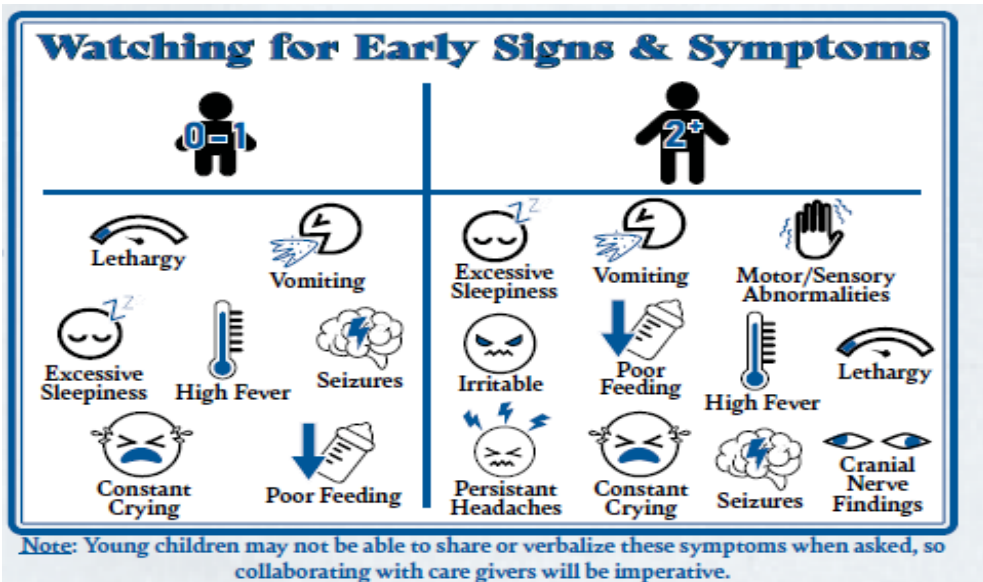 Watching for Early Signs & Symptoms
0-1
2+
Lethargy
Vomiting
Excessive
Sleepiness
High Fever
Seizures
Constant
Crying
Poor Feeding
Excessive
Sleepiness
Vomiting
Motor/Sensory
Abnormalities
Irritable
Poor
Feeding
High Fever
Lethargy
Persistant
Headaches
Constant
Crying
Seizures
Cranial
Nerve
Findings
Note: Young children may not be able to share or verbalize these symptoms when asked, so
collaborating with care givers will be imperative.